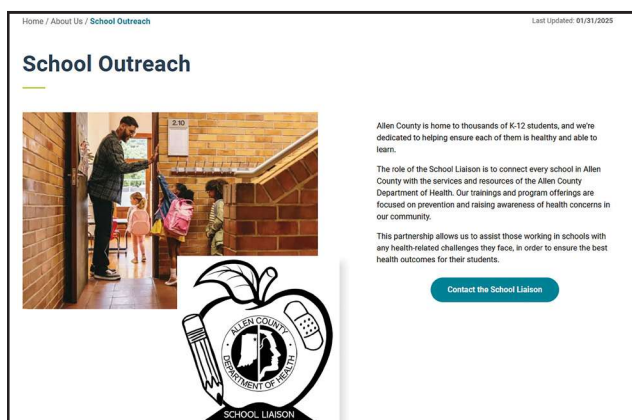 Home / About Us / School Outreach
Last Updated: 01/31/2025
School Outreach
2.10
Allen County is home to thousands of K-12 students, and we're
dedicated to helping ensure each of them is healthy and able to
learn.
The role of the School Liaison is to connect every school in Allen
County with the services and resources of the Allen County
Department of Health. Our trainings and program offerings are
focused on prevention and raising awareness of health concerns in
our community.
This partnership allows us to assist those working in schools with
any health-related challenges they face, in order to ensure the best
health outcomes for their students.
Contact the School Liaison
ALLEN COUNTY
DEPARTMENT OF HEALTH
SCHOOL LIAISON